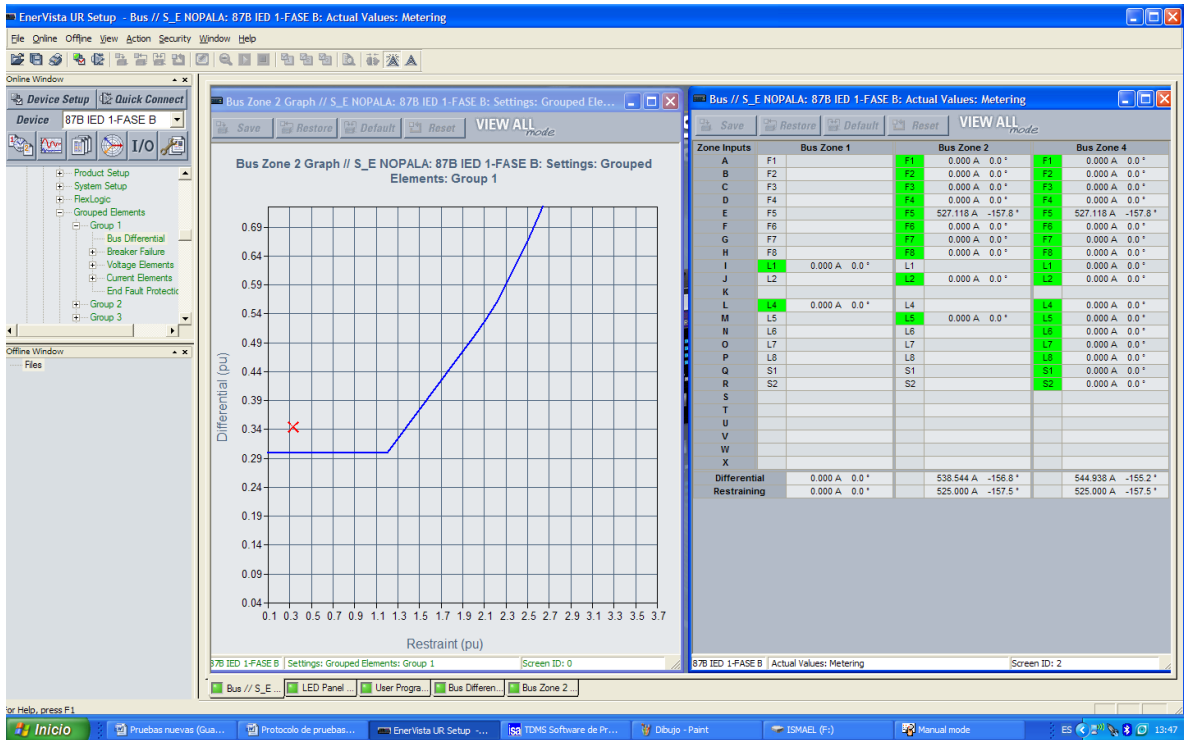 EnerVista UR Setup - Bus // S_E NOPALA: 87B IED 1-FASE B: Actual Values: Metering
File Online Offline View Action Security Window Help
Online Window
Device Setup Quick Connect
Device 87B IED 1-FASE B
I/O
Product Setup
System Setup
FlexLogic
Grouped Elements
Group 1
Bus Differential
Breaker Failure
Voltage Elements
Current Elements
End Fault Protectic
Group 2
Group 3
Offline Window
Files
Bus Zone 2 Graph // S_E NOPALA: 87B IED 1-FASE B: Settings: Grouped Ele...
Save Restore Default Reset VIEW ALL mode
Bus Zone 2 Graph // S_E NOPALA: 87B IED 1-FASE B: Settings: Grouped
Elements: Group 1
Differential (pu)
0.69
0.64
0.59
0.54
0.49
0.44
0.39
0.34
0.29
0.24
0.19
0.14
0.09
0.04
0.1 0.3 0.5 0.7 0.9 1.1 1.3 1.5 1.7 1.9 2.1 2.3 2.5 2.7 2.9 3.1 3.3 3.5 3.7
Restraint (pu)
87B IED 1-FASE B Settings: Grouped Elements: Group 1 Screen ID: 0
Bus // S_E NOPALA: 87B IED 1-FASE B: Actual Values: Metering
Save Restore Default Reset VIEW ALL mode
Zone Inputs Bus Zone 1 Bus Zone 2 Bus Zone 4
A F1 F1 0.000 A 0.0 ° F1 0.000 A 0.0 °
B F2 F2 0.000 A 0.0 ° F2 0.000 A 0.0 °
C F3 F3 0.000 A 0.0 ° F3 0.000 A 0.0 °
D F4 F4 0.000 A 0.0 ° F4 0.000 A 0.0 °
E F5 F5 527.118 A -157.8 ° F5 527.118 A -157.8 °
F F6 F6 0.000 A 0.0 ° F6 0.000 A 0.0 °
G F7 F7 0.000 A 0.0 ° F7 0.000 A 0.0 °
H F8 F8 0.000 A 0.0 ° F8 0.000 A 0.0 °
I L1 0.000 A 0.0 ° L1 L1 0.000 A 0.0 °
J L2 L2 0.000 A 0.0 ° L2 0.000 A 0.0 °
K
L L4 0.000 A 0.0 ° L4 L4 0.000 A 0.0 °
M L5 L5 0.000 A 0.0 ° L5 0.000 A 0.0 °
N L6 L6 L6 0.000 A 0.0 °
O L7 L7 L7 0.000 A 0.0 °
P L8 L8 L8 0.000 A 0.0 °
Q S1 S1 S1 0.000 A 0.0 °
R S2 S2 S2 0.000 A 0.0 °
S
T
U
V
W
X
Differential 0.000 A 0.0 ° 538.544 A -156.8 ° 544.938 A -155.2 °
Restraining 0.000 A 0.0 ° 525.000 A -157.5 ° 525.000 A -157.5 °
87B IED 1-FASE B Actual Values: Metering Screen ID: 2
Bus // S_E ... LED Panel ... User Progra... Bus Differen... Bus Zone 2 ...
For Help, press F1
Inicio Pruebas nuevas (Gua... Protocolo de pruebas... EnerVista UR Setup -... TDMS Software de Pr... Dibujo - Paint ISMAEL (F:) Manual mode ES 13:47